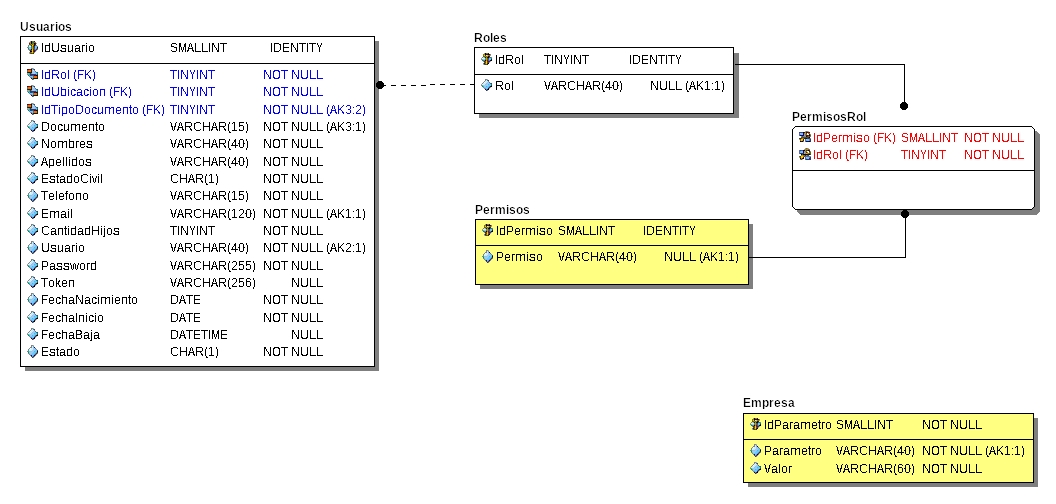 Usuarios
IdUsuario SMALLINT IDENTITY
IdRol (FK) TINYINT NOT NULL
IdUbicacion (FK) TINYINT NOT NULL
IdTipoDocumento (FK) TINYINT NOT NULL (AK3:2)
Documento VARCHAR(15) NOT NULL (AK3:1)
Nombres VARCHAR(40) NOT NULL
Apellidos VARCHAR(40) NOT NULL
EstadoCivil CHAR(1) NOT NULL
Telefono VARCHAR(15) NOT NULL
Email VARCHAR(120) NOT NULL (AK1:1)
CantidadHijos TINYINT NOT NULL
Usuario VARCHAR(40) NOT NULL (AK2:1)
Password VARCHAR(255) NOT NULL
Token VARCHAR(256) NULL
FechaNacimiento DATE NOT NULL
FechaInicio DATE NOT NULL
FechaBaja DATETIME NULL
Estado CHAR(1) NOT NULL
Roles
IdRol TINYINT IDENTITY
Rol VARCHAR(40) NULL (AK1:1)
PermisosRol
IdPermiso (FK) SMALLINT NOT NULL
IdRol (FK) TINYINT NOT NULL
Permisos
IdPermiso SMALLINT IDENTITY
Permiso VARCHAR(40) NULL (AK1:1)
Empresa
IdParametro SMALLINT NOT NULL
Parametro VARCHAR(40) NOT NULL (AK1:1)
Valor VARCHAR(60) NOT NULL